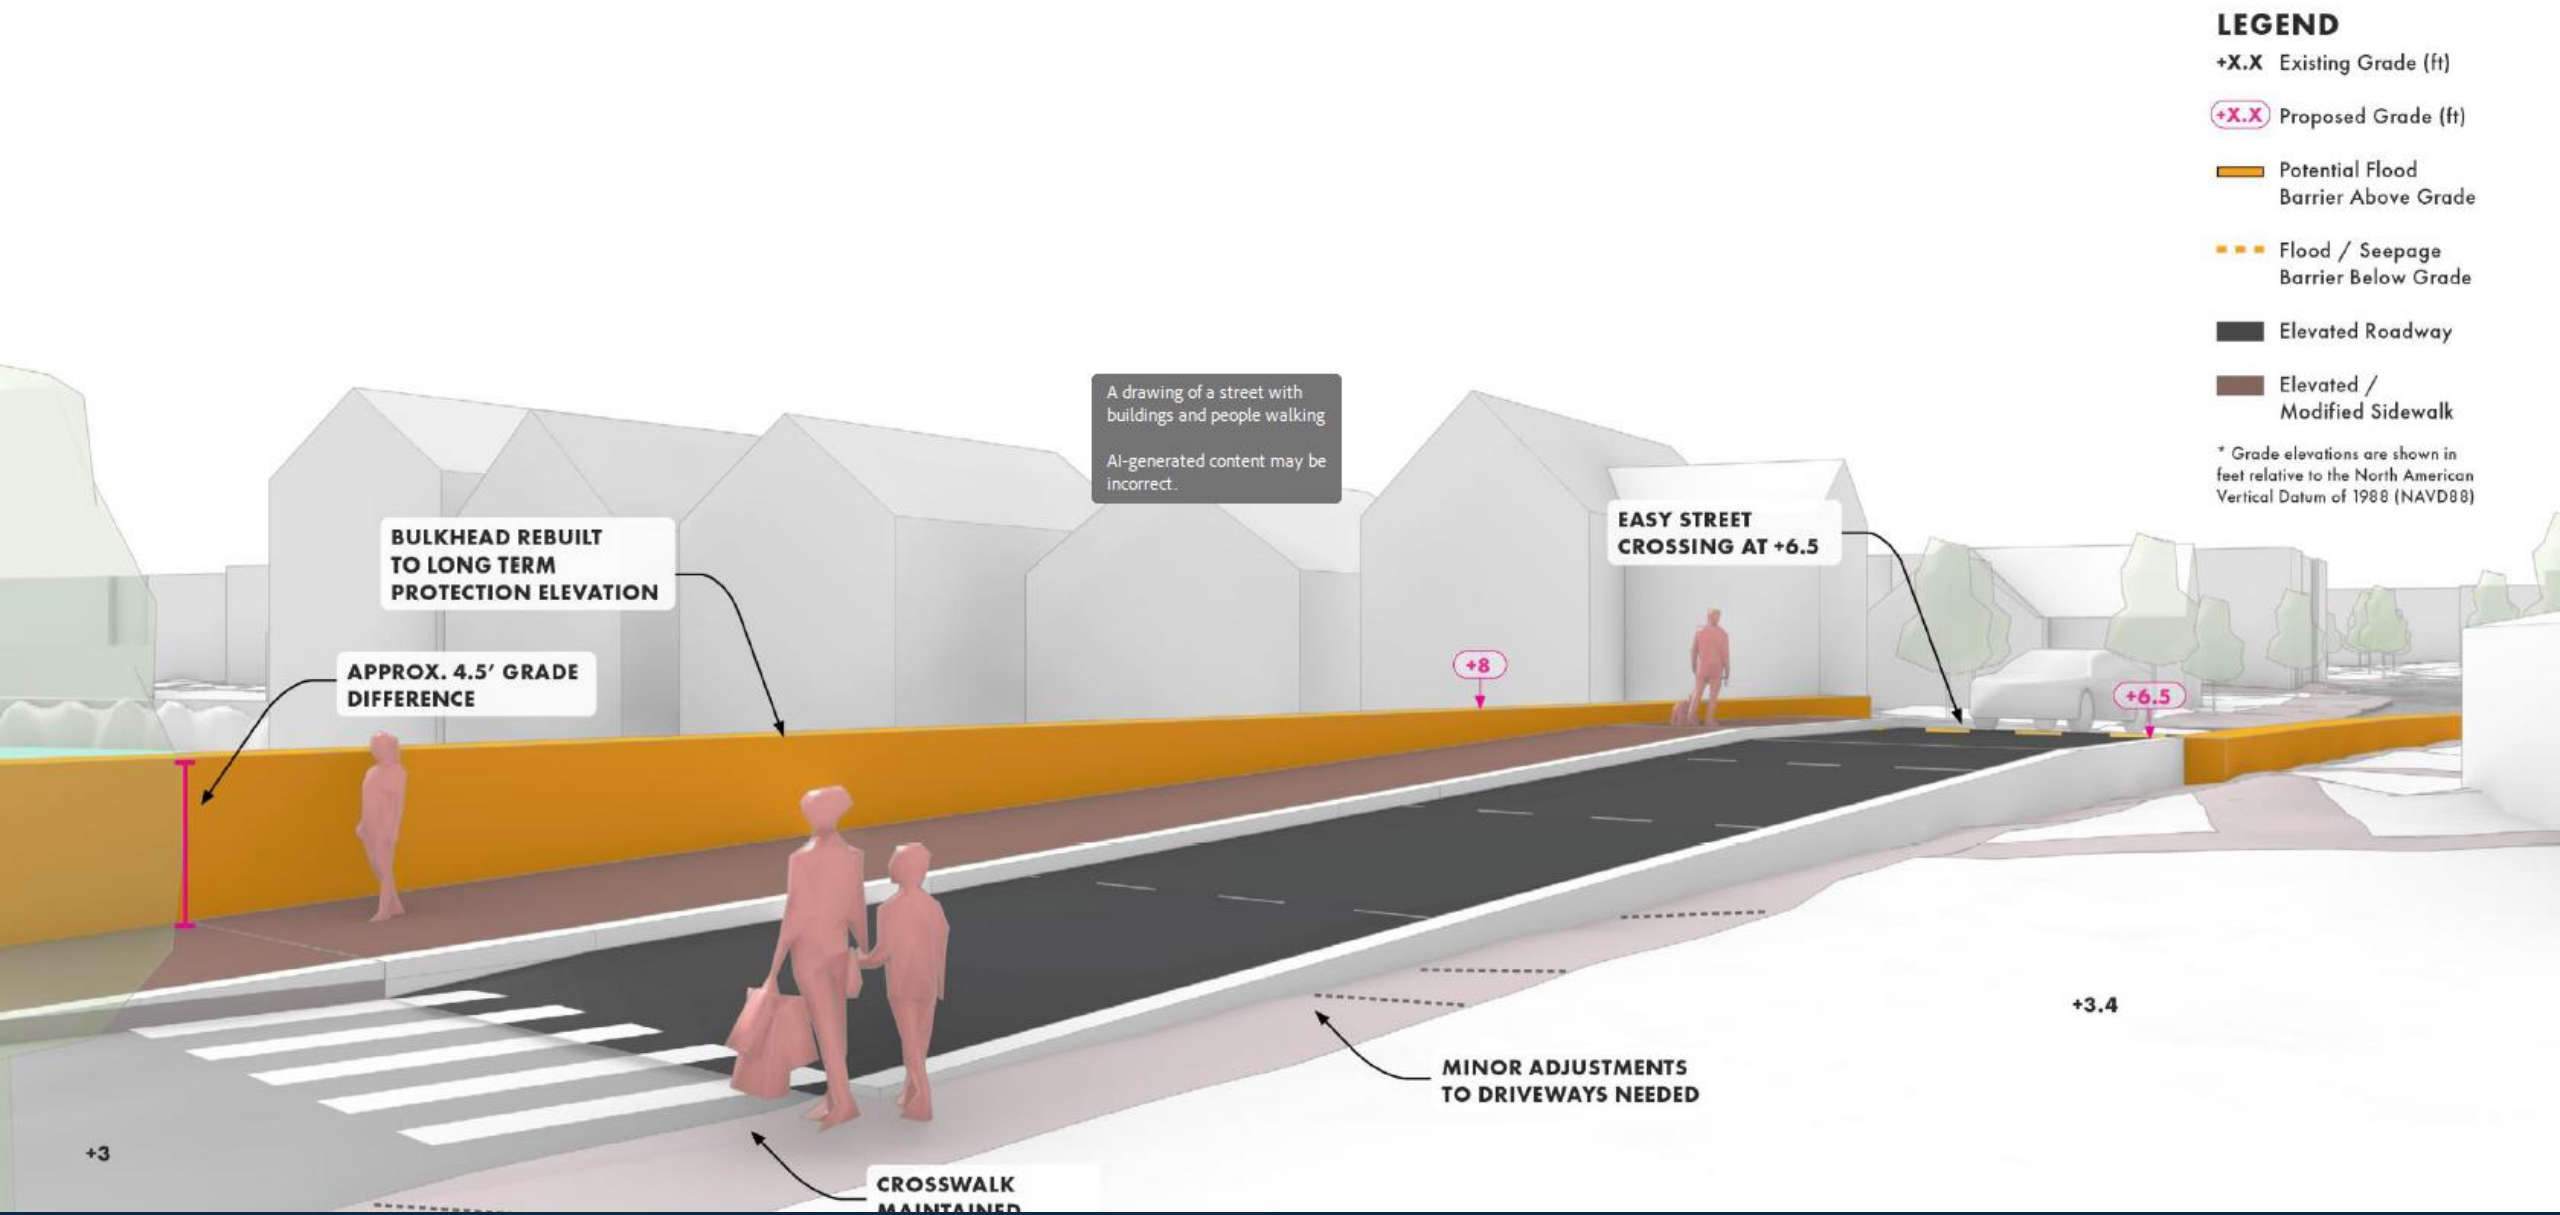 LEGEND
+X.X Existing Grade (ft)
+X.X Proposed Grade (ft)
Potential Flood
Barrier Above Grade
Flood / Seepage
Barrier Below Grade
Elevated Roadway
Elevated /
Modified Sidewalk
* Grade elevations are shown in
feet relative to the North American
Vertical Datum of 1988 (NAVD88)
A drawing of a street with
buildings and people walking
AI-generated content may be
incorrect.
BULKHEAD REBUILT
TO LONG TERM
PROTECTION ELEVATION
EASY STREET
CROSSING AT +6.5
APPROX. 4.5' GRADE
DIFFERENCE
+8
+6.5
+3.4
MINOR ADJUSTMENTS
TO DRIVEWAYS NEEDED
+3
CROSSWALK
MAINTAINED